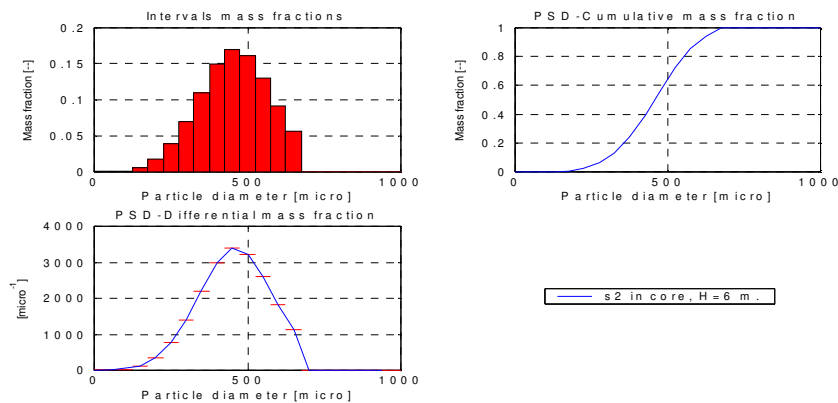 Intervals mass fractions
0.2
0.15
0.1
0.05
0
Mass fraction [--]
0 500 1000
Particle diameter [micro]
PSD-Cumulative mass fraction
1
0.8
0.6
0.4
0.2
0
Mass fraction [--]
0 500 1000
Particle diameter [micro]
PSD-Differential mass fraction
4000
3000
2000
1000
0
[micro⁻¹]
0 500 1000
Particle diameter [micro]
s2 in core, H=6 m.